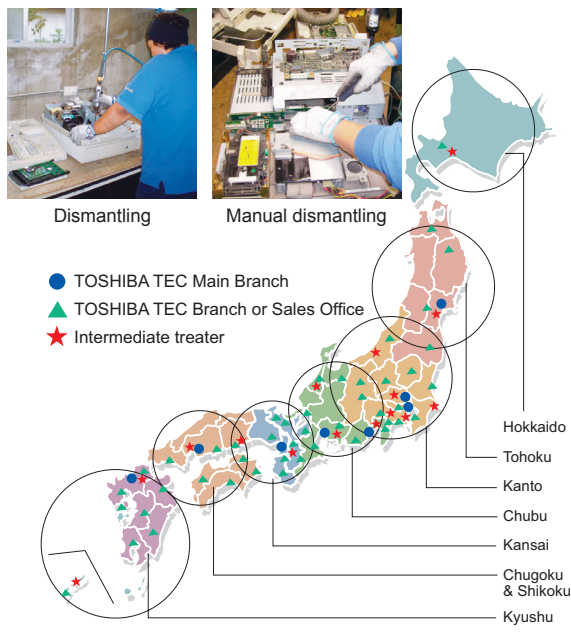 Dismantling
Manual dismantling
TOSHIBA TEC Main Branch
TOSHIBA TEC Branch or Sales Office
Intermediate treater
Hokkaido
Tohoku
Kanto
Chubu
Kansai
Chugoku
& Shikoku
Kyushu